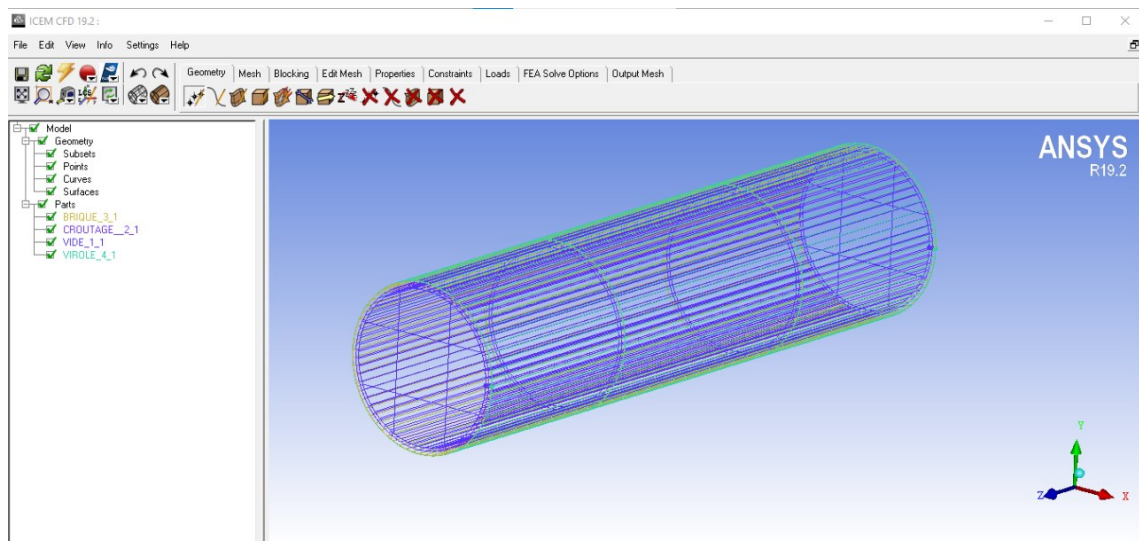 ICEM CFD 19.2 :
File Edit View Info Settings Help
Geometry Mesh Blocking Edit Mesh Properties Constraints Loads FEA Solve Options Output Mesh
LCS
Model
Geometry
Subsets
Points
Curves
Surfaces
Parts
BRIQUE_3_1
CROUTAGE__2_1
VIDE_1_1
VIROLE_4_1
ANSYS
R19.2
Y
Z
X